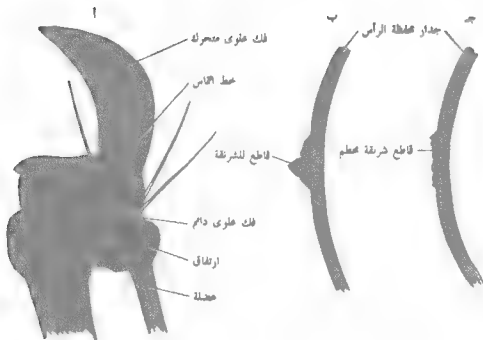 أ
ب
جـ
فك علوى متحرك
جدار محفظة الرأس
خط التماس
قاطع للشرنقة
قاطع شرنقة محطم
فك علوى دائم
ارتفاق
عضلة